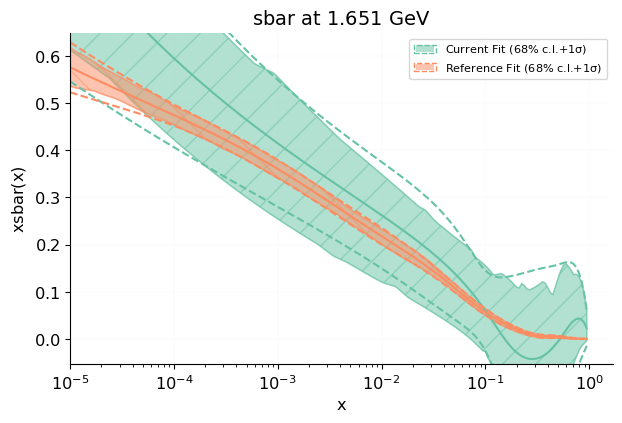 sbar at 1.651 GeV
Current Fit (68% c.l.+1σ)
Reference Fit (68% c.l.+1σ)
xsbar(x)
0.6
0.5
0.4
0.3
0.2
0.1
0.0
10⁻⁵ 10⁻⁴ 10⁻³ 10⁻² 10⁻¹ 10⁰
x